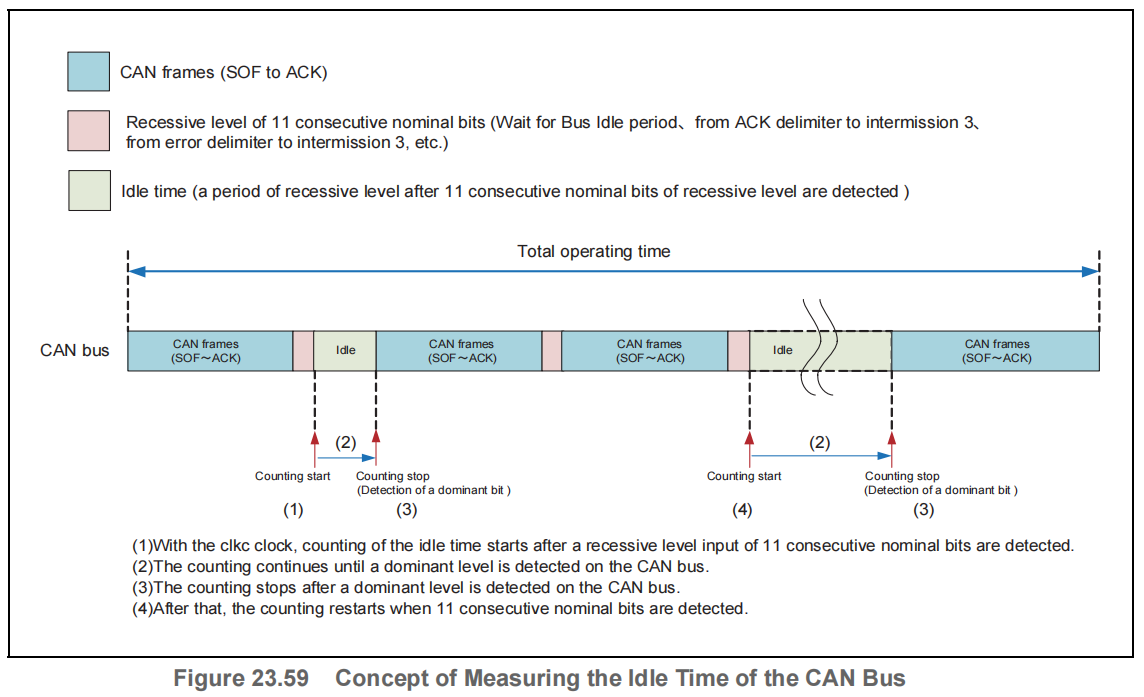 CAN frames (SOF to ACK)
Recessive level of 11 consecutive nominal bits (Wait for Bus Idle period、from ACK delimiter to intermission 3、
from error delimiter to intermission 3, etc.)
Idle time (a period of recessive level after 11 consecutive nominal bits of recessive level are detected )
Total operating time
CAN bus
CAN frames
(SOF～ACK)
Idle
CAN frames
(SOF～ACK)
CAN frames
(SOF～ACK)
Idle
CAN frames
(SOF～ACK)
(2)
Counting start
Counting stop
(Detection of a dominant bit )
(1)
(3)
(2)
Counting start
Counting stop
(Detection of a dominant bit )
(4)
(3)
(1)With the clkc clock, counting of the idle time starts after a recessive level input of 11 consecutive nominal bits are detected.
(2)The counting continues until a dominant level is detected on the CAN bus.
(3)The counting stops after a dominant level is detected on the CAN bus.
(4)After that, the counting restarts when 11 consecutive nominal bits are detected.
Figure 23.59 Concept of Measuring the Idle Time of the CAN Bus